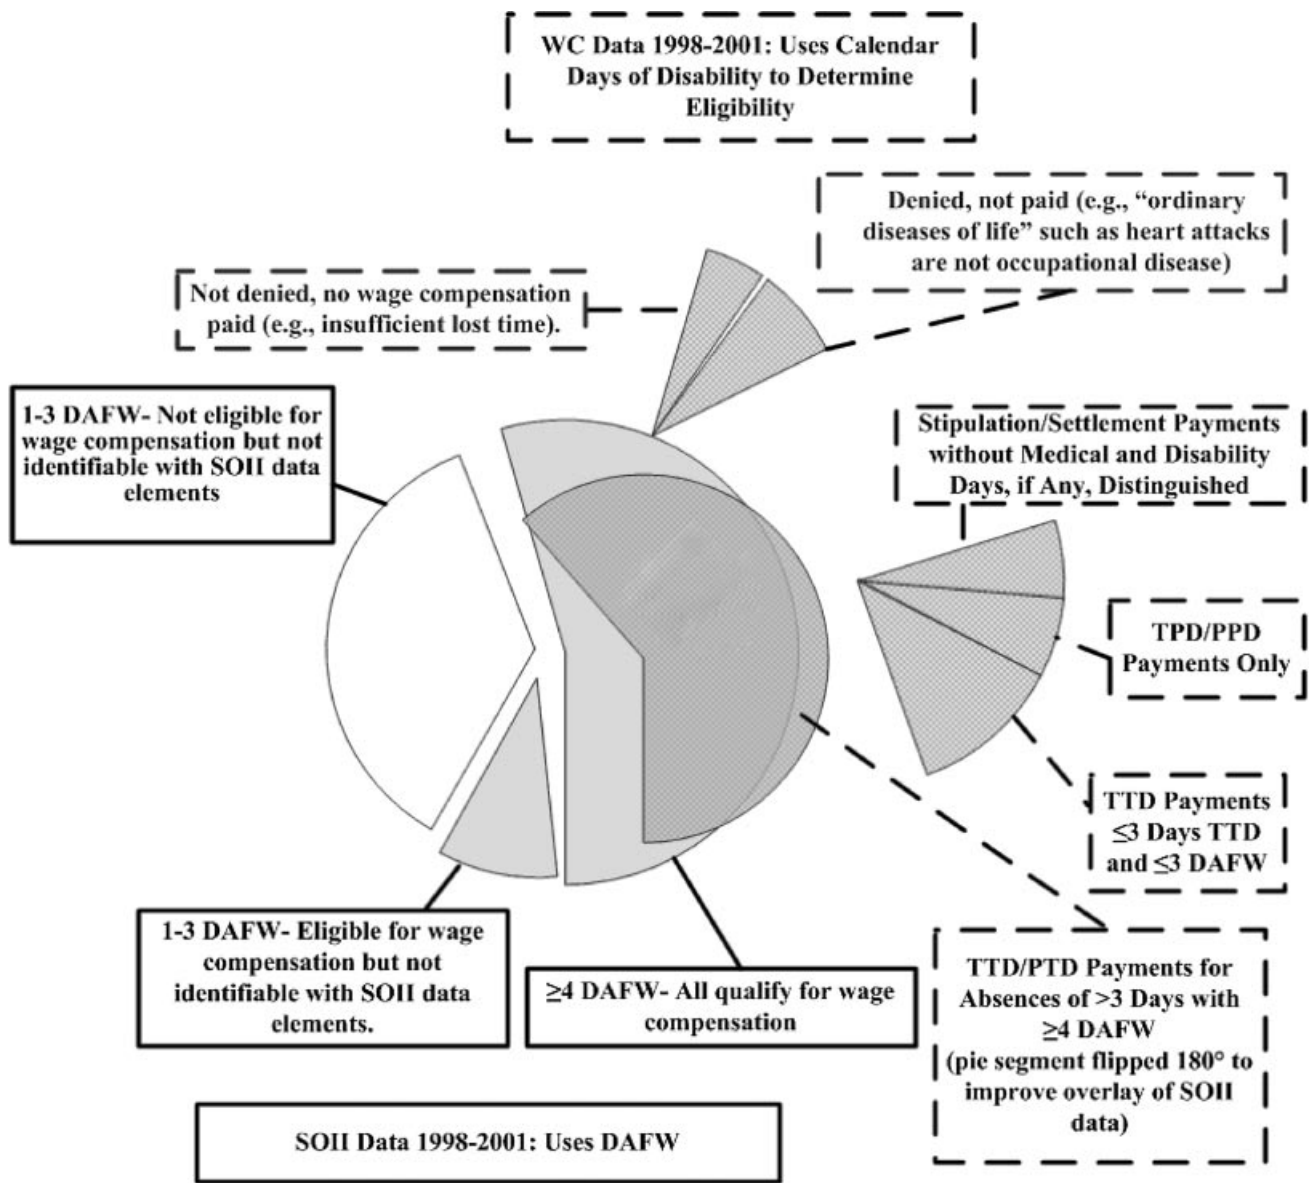 WC Data 1998-2001: Uses Calendar
Days of Disability to Determine
Eligibility
Denied, not paid (e.g., “ordinary
diseases of life” such as heart attacks
are not occupational disease)
Not denied, no wage compensation
paid (e.g., insufficient lost time).
1-3 DAFW- Not eligible for
wage compensation but not
identifiable with SOII data
elements
Stipulation/Settlement Payments
without Medical and Disability
Days, if Any, Distinguished
TPD/PPD
Payments Only
TTD Payments
≤3 Days TTD
and ≤3 DAFW
1-3 DAFW- Eligible for wage
compensation but not
identifiable with SOII data
elements.
≥4 DAFW- All qualify for wage
compensation
TTD/PTD Payments for
Absences of >3 Days with
≥4 DAFW
(pie segment flipped 180° to
improve overlay of SOII
data)
SOII Data 1998-2001: Uses DAFW